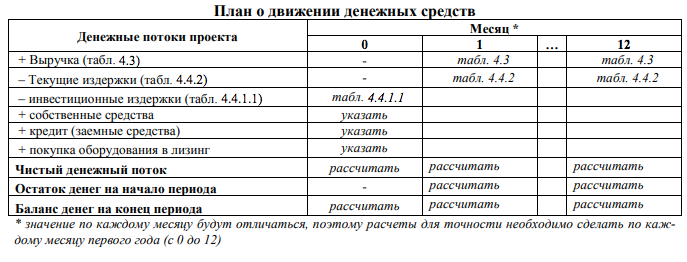 План о движении денежных средств
Денежные потоки проекта
Месяц *
0 1 … 12
+ Выручка (табл. 4.3) - табл. 4.3 табл. 4.3
– Текущие издержки (табл. 4.4.2) - табл. 4.4.2 табл. 4.4.2
– инвестиционные издержки (табл. 4.4.1.1) табл. 4.4.1.1
+ собственные средства указать
+ кредит (заемные средства) указать
+ покупка оборудования в лизинг указать
Чистый денежный поток рассчитать рассчитать рассчитать
Остаток денег на начало периода - рассчитать рассчитать
Баланс денег на конец периода рассчитать рассчитать рассчитать
* значение по каждому месяцу будут отличаться, поэтому расчеты для точности необходимо сделать по каж-
дому месяцу первого года (с 0 до 12)